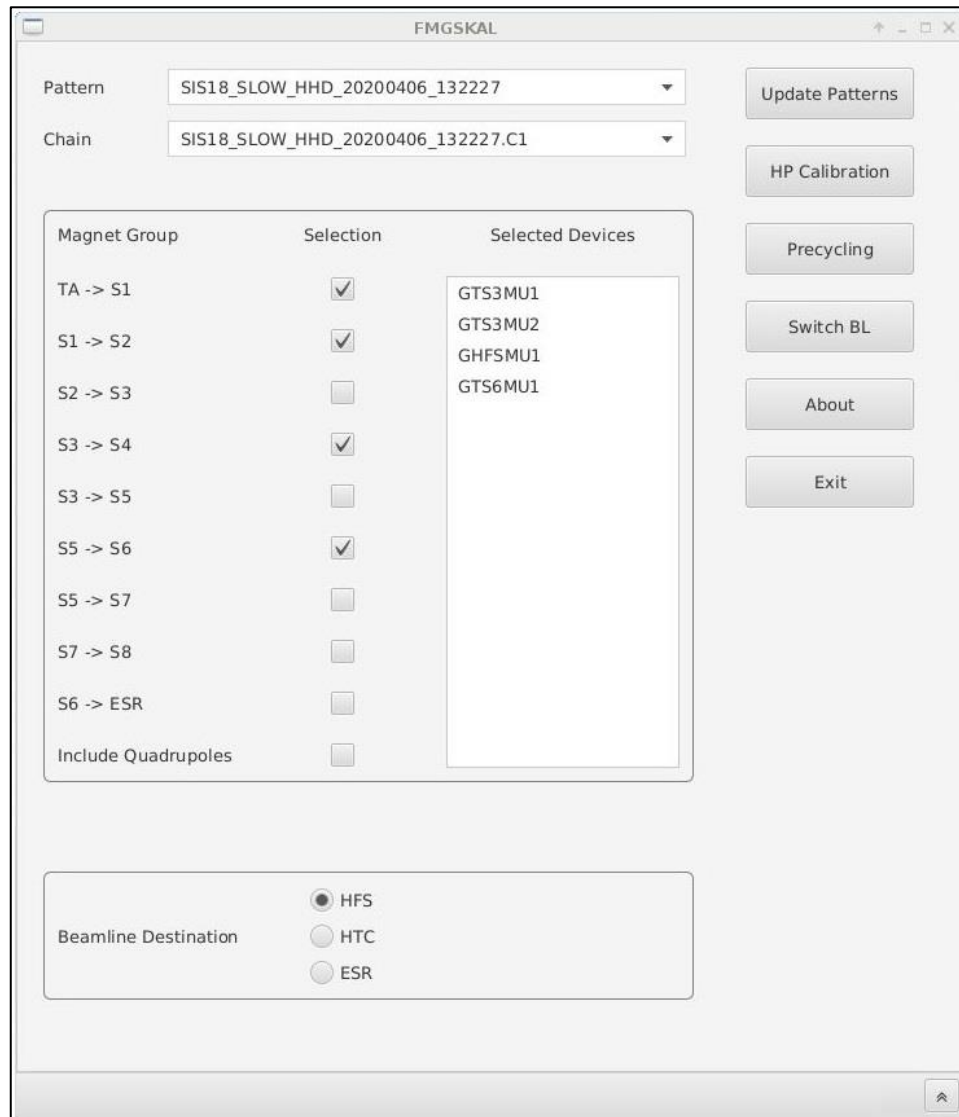 FMGSKAL
Pattern
SIS18_SLOW_HHD_20200406_132227
Chain
SIS18_SLOW_HHD_20200406_132227.C1
Update Patterns
HP Calibration
Precycling
Switch BL
About
Exit
Magnet Group Selection Selected Devices
TA -> S1
S1 -> S2
S2 -> S3
S3 -> S4
S3 -> S5
S5 -> S6
S5 -> S7
S7 -> S8
S6 -> ESR
Include Quadrupoles
GTS3MU1
GTS3MU2
GHFSMU1
GTS6MU1
Beamline Destination
HFS
HTC
ESR